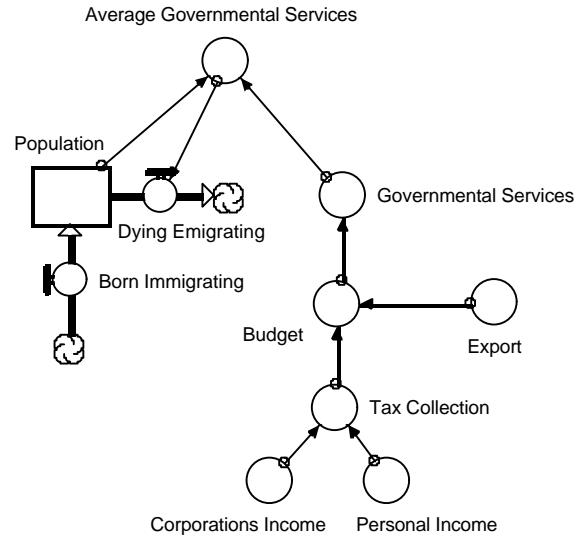 Average Governmental Services
Population
Governmental Services
Dying Emigrating
Born Immigrating
Budget
Export
Tax Collection
Corporations Income
Personal Income